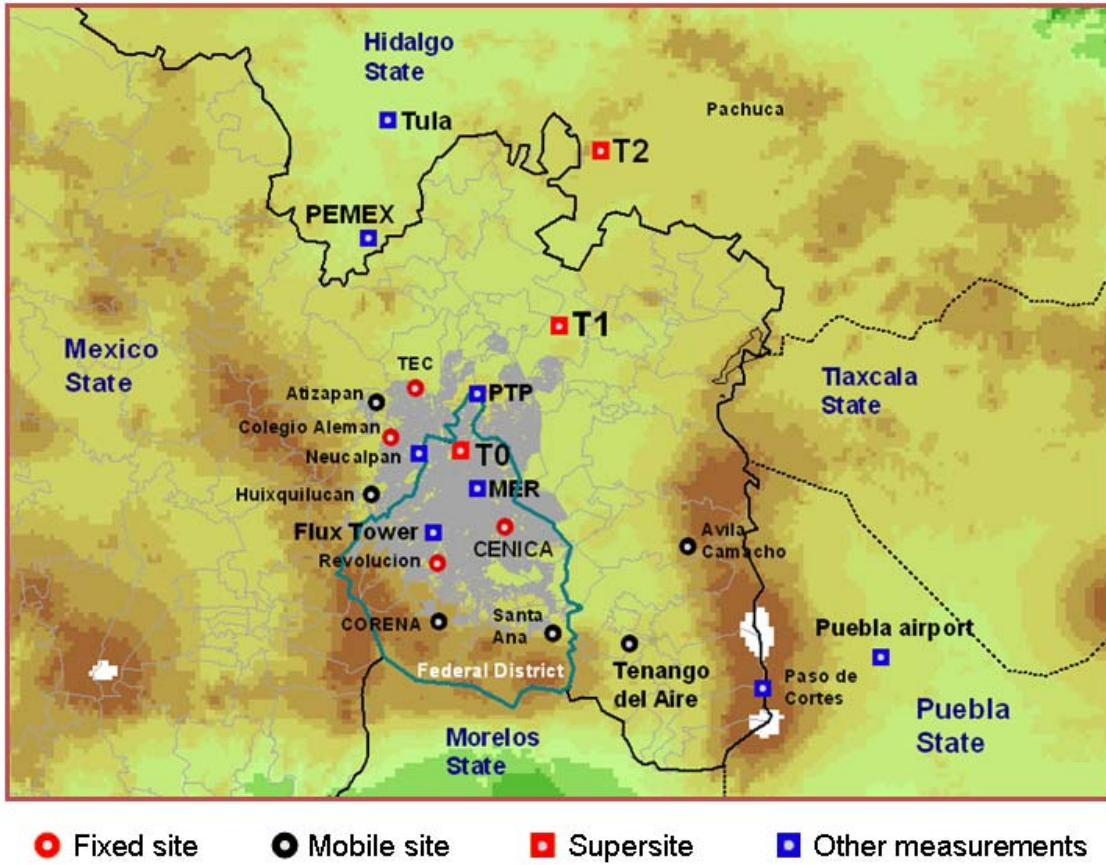 Hidalgo
State
Pachuca
Tula
T2
PEMEX
T1
Mexico
State
TEC
Tlaxcala
State
Atizapan
PTP
Colegio Aleman
Neucalpan
T0
Huixquilucan
MER
Flux Tower
Avila
Camacho
CENICA
Revolucion
CORENA
Santa
Ana
Puebla airport
Federal District
Tenango
del Aire
Paso de
Cortes
Puebla
State
Morelos
State
Fixed site
Mobile site
Supersite
Other measurements